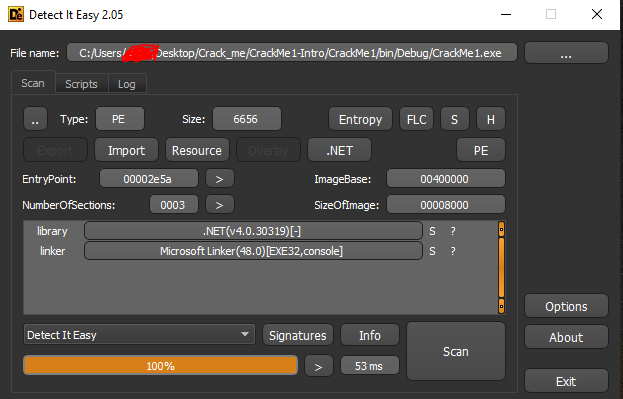 Detect It Easy 2.05
File name: C:/Users/ /Desktop/Crack_me/CrackMe1-Intro/CrackMe1/bin/Debug/CrackMe1.exe ...
Scan Scripts Log
.. Type: PE Size: 6656 Entropy FLC S H
Export Import Resource Overlay .NET PE
EntryPoint: 00002e5a > ImageBase: 00400000
NumberOfSections: 0003 > SizeOfImage: 00008000
library .NET(v4.0.30319)[-] S ?
linker Microsoft Linker(48.0)[EXE32,console] S ?
Options
Detect It Easy Signatures Info Scan About
100% > 53 ms
Exit